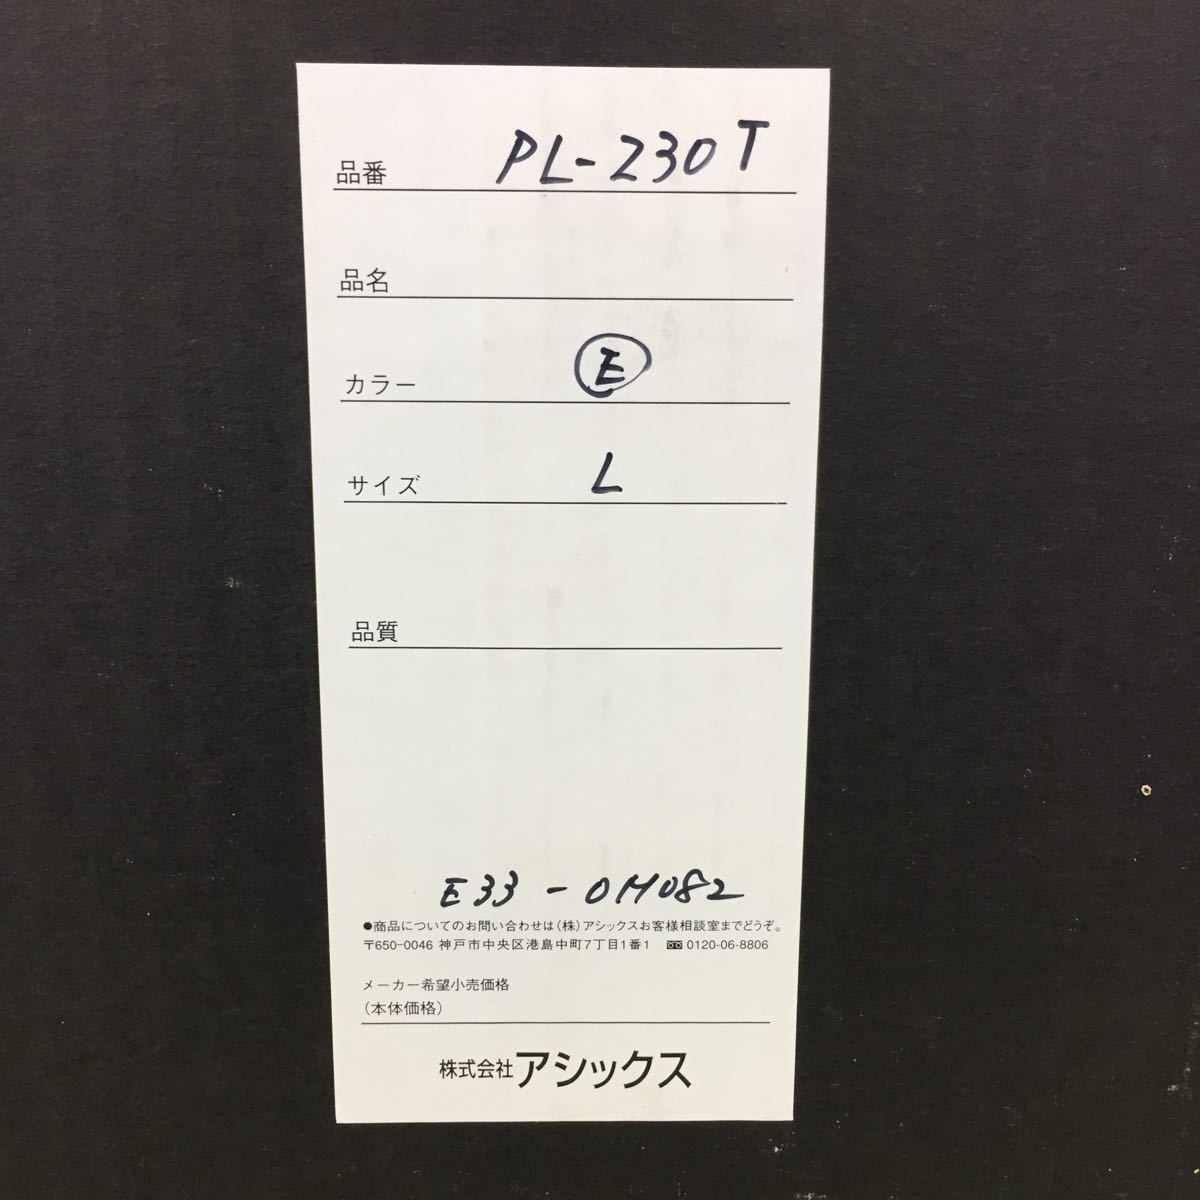 品番 PL-230T
品名
カラー Ⓔ
サイズ L
品質
E33-OM082
●商品についてのお問い合わせは(株)アシックスお客様相談室までどうぞ。
〒650-0046 神戸市中央区港島中町7丁目1番1 0120-06-8806
メーカー希望小売価格
(本体価格)
株式会社アシックス